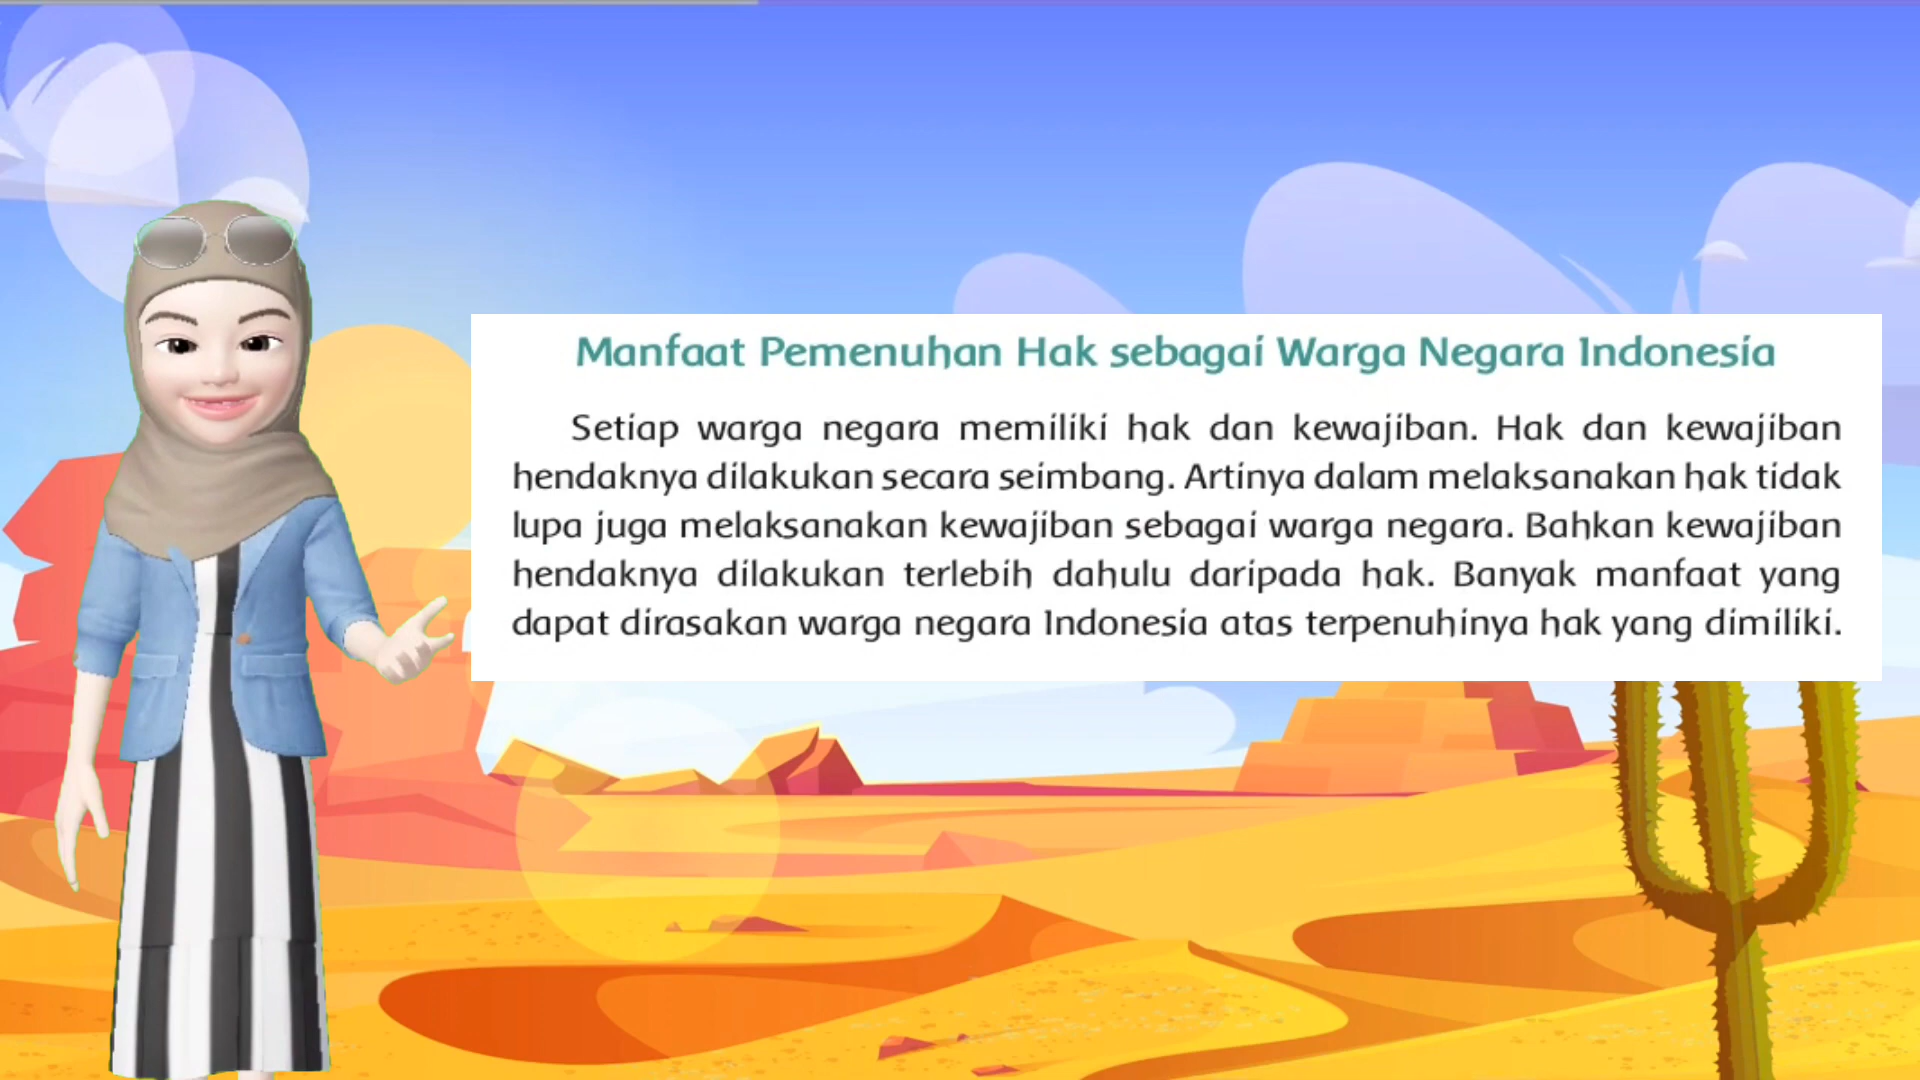 Manfaat Pemenuhan Hak sebagai Warga Negara Indonesia
Setiap warga negara memiliki hak dan kewajiban. Hak dan kewajiban
hendaknya dilakukan secara seimbang. Artinya dalam melaksanakan hak tidak
lupa juga melaksanakan kewajiban sebagai warga negara. Bahkan kewajiban
hendaknya dilakukan terlebih dahulu daripada hak. Banyak manfaat yang
dapat dirasakan warga negara Indonesia atas terpenuhinya hak yang dimiliki.